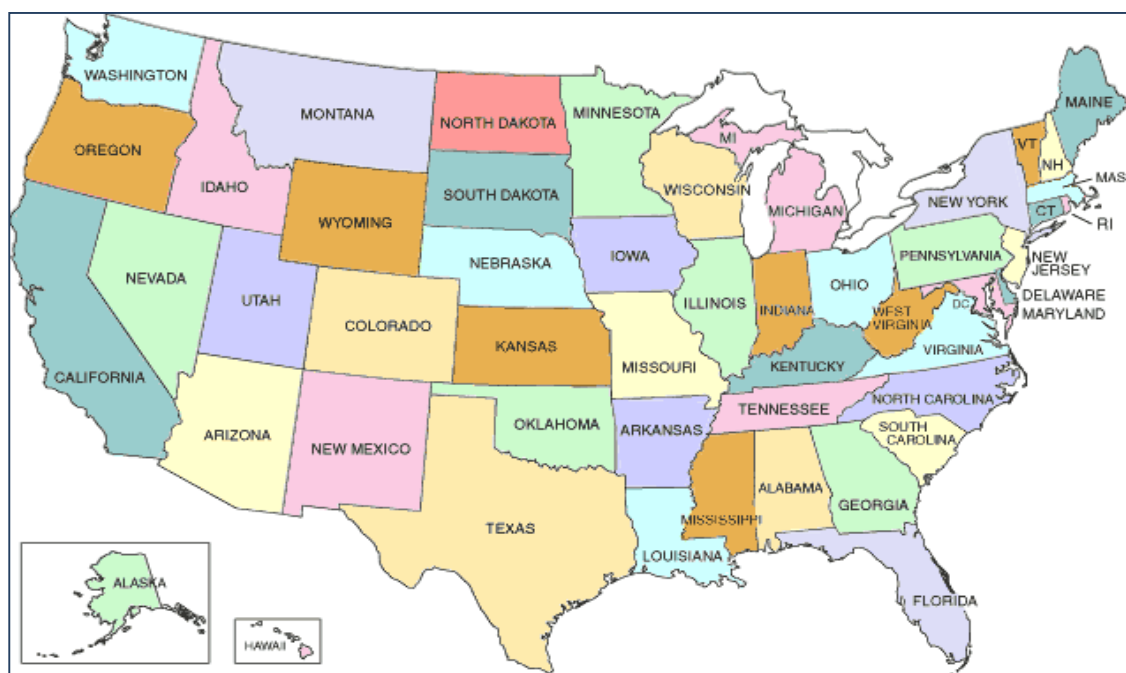 WASHINGTON
MONTANA
NORTH DAKOTA
MINNESOTA
MAINE
OREGON
IDAHO
WYOMING
SOUTH DAKOTA
WISCONSIN
MI
MICHIGAN
VT
NH
MAS
NEW YORK
CT
RI
NEVADA
UTAH
COLORADO
NEBRASKA
IOWA
ILLINOIS
INDIANA
OHIO
PENNSYLVANIA
NEW
JERSEY
DELAWARE
MARYLAND
DC
WEST
VIRGINIA
VIRGINIA
CALIFORNIA
KANSAS
MISSOURI
KENTUCKY
ARIZONA
NEW MEXICO
OKLAHOMA
ARKANSAS
TENNESSEE
NORTH CAROLINA
SOUTH
CAROLINA
TEXAS
LOUISIANA
MISSISSIPPI
ALABAMA
GEORGIA
FLORIDA
ALASKA
HAWAII